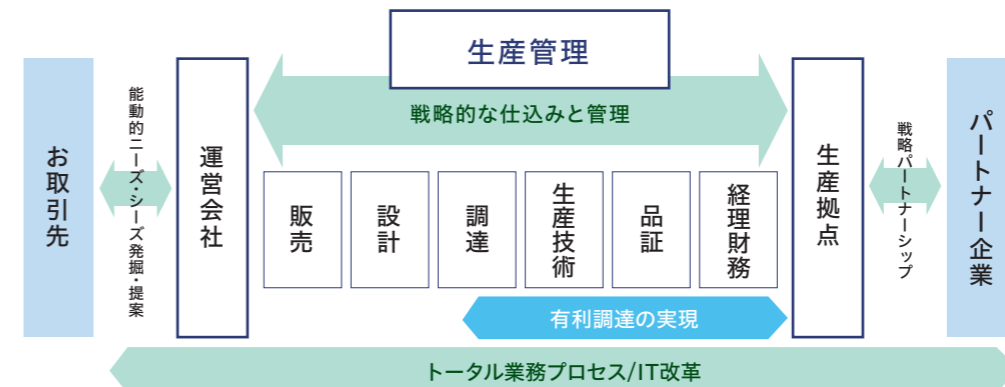 生産管理
戦略的な仕込みと管理
お取引先
能動的ニーズ・シーズ発掘・提案
運営会社
販売
設計
調達
生産技術
品証
経理財務
生産拠点
戦略パートナーシップ
パートナー企業
有利調達の実現
トータル業務プロセス/IT改革